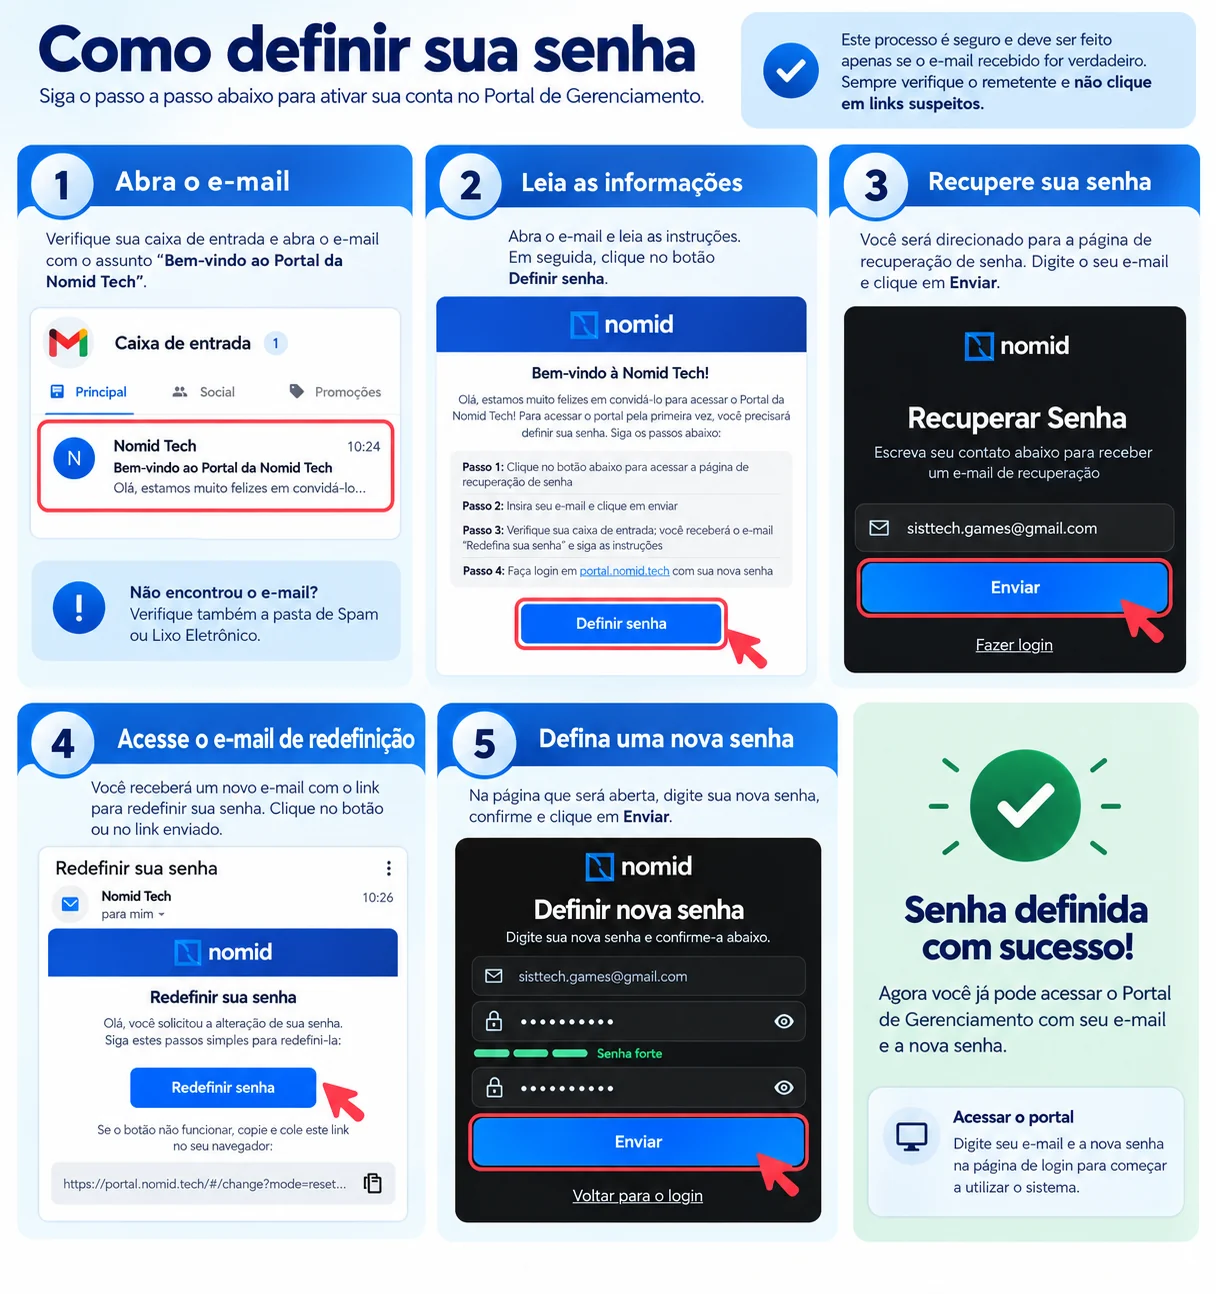 Como definir sua senha
Siga o passo a passo abaixo para ativar sua conta no Portal de Gerenciamento.
Este processo é seguro e deve ser feito
apenas se o e-mail recebido for verdadeiro.
Sempre verifique o remetente e não clique
em links suspeitos.
1
Abra o e-mail
Verifique sua caixa de entrada e abra o e-mail
com o assunto “Bem-vindo ao Portal da
Nomid Tech”.
Caixa de entrada 1
Principal Social Promoções
N
Nomid Tech 10:24
Bem-vindo ao Portal da Nomid Tech
Olá, estamos muito felizes em convidá-lo...
!
Não encontrou o e-mail?
Verifique também a pasta de Spam
ou Lixo Eletrônico.
2
Leia as informações
Abra o e-mail e leia as instruções.
Em seguida, clique no botão
Definir senha.
nomid
Bem-vindo à Nomid Tech!
Olá, estamos muito felizes em convidá-lo para acessar o Portal da
Nomid Tech! Para acessar o portal pela primeira vez, você precisará
definir sua senha. Siga os passos abaixo:
Passo 1: Clique no botão abaixo para acessar a página de
recuperação de senha
Passo 2: Insira seu e-mail e clique em enviar
Passo 3: Verifique sua caixa de entrada; você receberá o e-mail
“Redefina sua senha” e siga as instruções
Passo 4: Faça login em portal.nomid.tech com sua nova senha
Definir senha
3
Recupere sua senha
Você será direcionado para a página de
recuperação de senha. Digite o seu e-mail
e clique em Enviar.
nomid
Recuperar Senha
Escreva seu contato abaixo para receber
um e-mail de recuperação
sisttech.games@gmail.com
Enviar
Fazer login
4
Acesse o e-mail de redefinição
Você receberá um novo e-mail com o link
para redefinir sua senha. Clique no botão
ou no link enviado.
Redefinir sua senha
Nomid Tech 10:26
para mim
nomid
Redefinir sua senha
Olá, você solicitou a alteração de sua senha.
Siga estes passos simples para redefini-la:
Redefinir senha
Se o botão não funcionar, copie e cole este link
no seu navegador:
https://portal.nomid.tech/#/change?mode=reset...
5
Defina uma nova senha
Na página que será aberta, digite sua nova senha,
confirme e clique em Enviar.
nomid
Definir nova senha
Digite sua nova senha e confirme-a abaixo.
sisttech.games@gmail.com
••••••••••
Senha forte
••••••••••
Enviar
Voltar para o login
Senha definida
com sucesso!
Agora você já pode acessar o Portal
de Gerenciamento com seu e-mail
e a nova senha.
Acessar o portal
Digite seu e-mail e a nova senha
na página de login para começar
a utilizar o sistema.